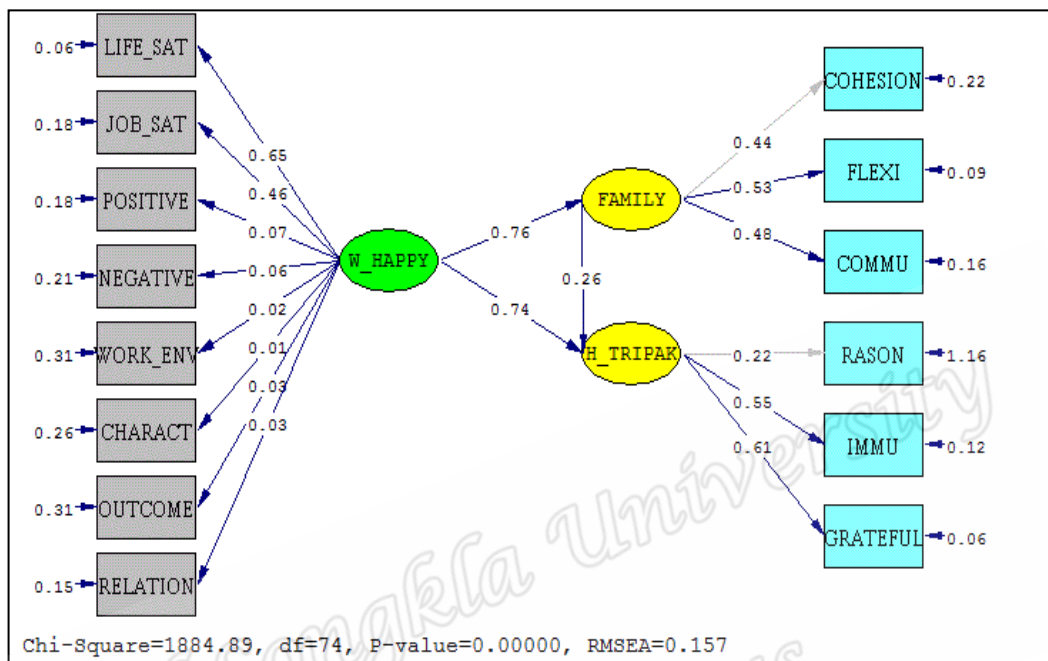 0.06
LIFE_SAT
0.18
JOB_SAT
0.18
POSITIVE
0.21
NEGATIVE
0.31
WORK_ENV
0.26
CHARACT
0.31
OUTCOME
0.15
RELATION
0.65
0.46
0.07
0.06
0.02
0.01
0.03
0.03
W_HAPPY
0.76
0.74
FAMILY
0.26
H_TRIPAK
0.44
0.53
0.48
0.22
0.55
0.61
COHESION
0.22
FLEXI
0.09
COMMU
0.16
RASON
1.16
IMMU
0.12
GRATEFUL
0.06
ongkla University
Chi-Square=1884.89, df=74, P-value=0.00000, RMSEA=0.157